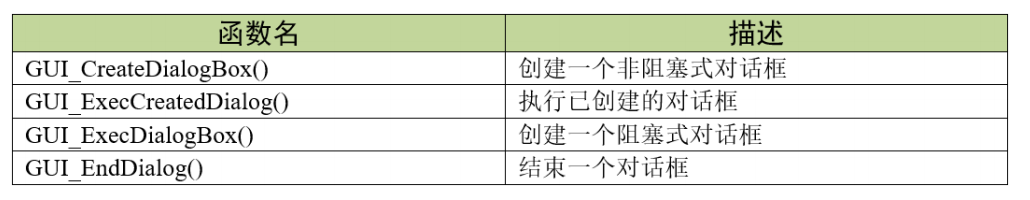 函数名 描述
GUI_CreateDialogBox() 创建一个非阻塞式对话框
GUI_ExecCreatedDialog() 执行已创建的对话框
GUI_ExecDialogBox() 创建一个阻塞式对话框
GUI_EndDialog() 结束一个对话框